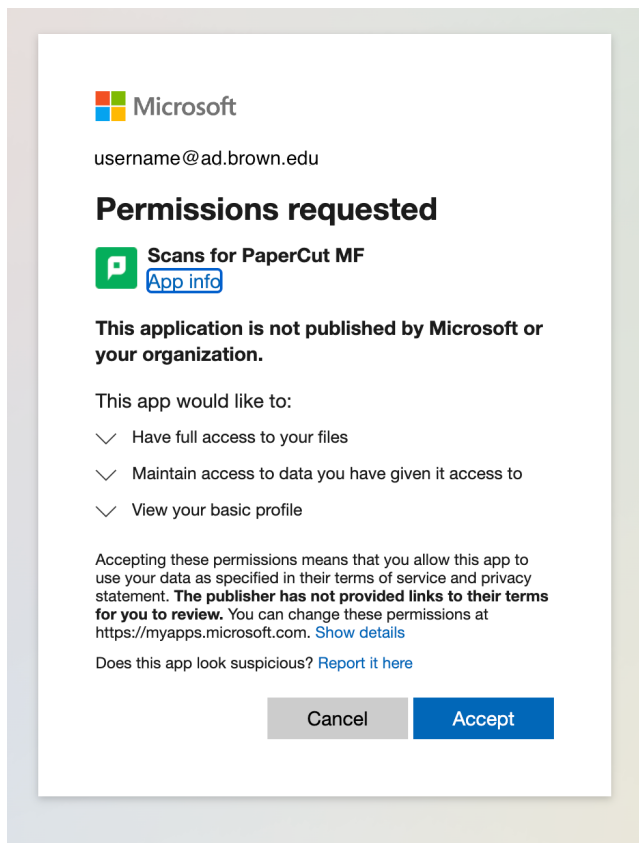 Microsoft
username@ad.brown.edu
Permissions requested
Scans for PaperCut MF
App info
This application is not published by Microsoft or
your organization.
This app would like to:
Have full access to your files
Maintain access to data you have given it access to
View your basic profile
Accepting these permissions means that you allow this app to
use your data as specified in their terms of service and privacy
statement. The publisher has not provided links to their terms
for you to review. You can change these permissions at
https://myapps.microsoft.com. Show details
Does this app look suspicious? Report it here
Cancel Accept